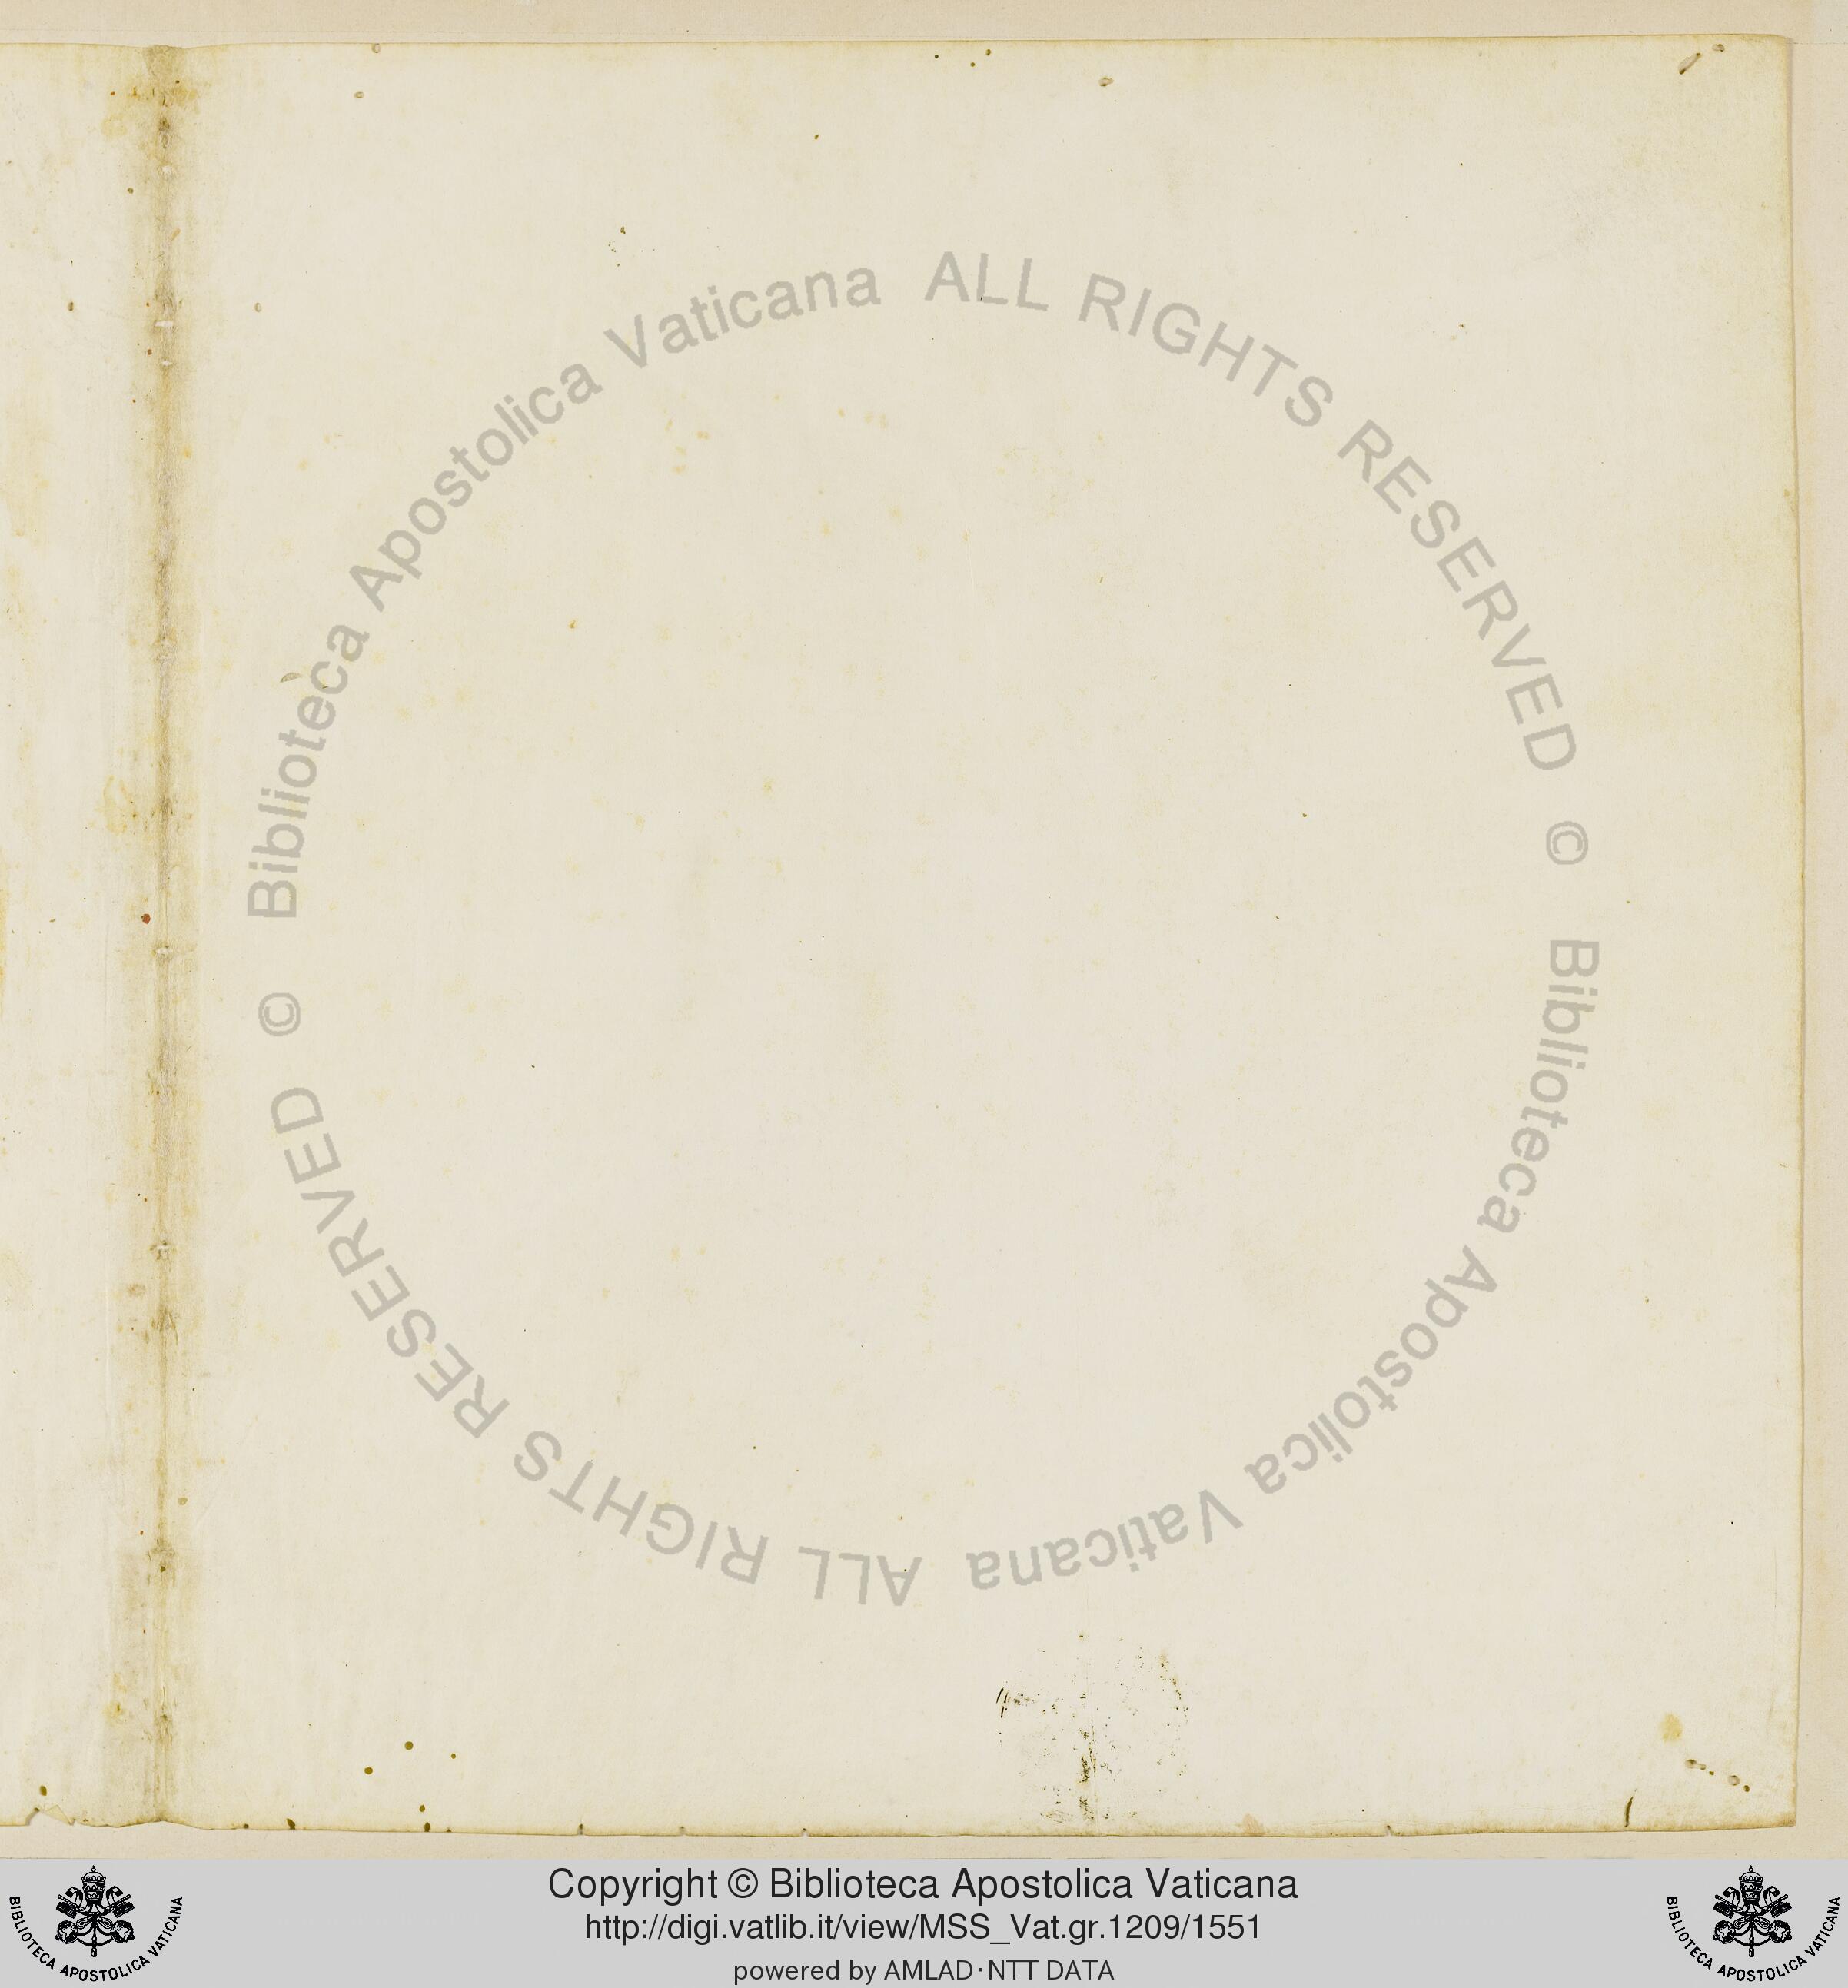 © Biblioteca Apostolica Vaticana ALL RIGHTS RESERVED © Biblioteca Apostolica Vaticana ALL RIGHTS RESERVED
Copyright © Biblioteca Apostolica Vaticana
http://digi.vatlib.it/view/MSS_Vat.gr.1209/1551
powered by AMLAD·NTT DATA
BIBLIOTECA APOSTOLICA VATICANA
BIBLIOTECA APOSTOLICA VATICANA